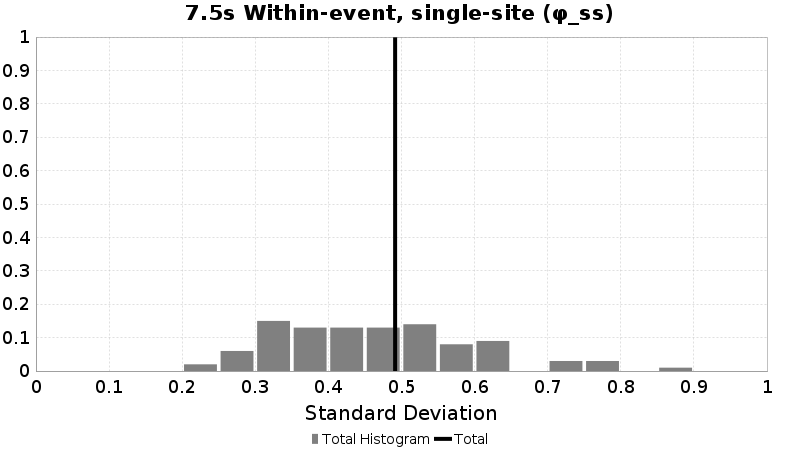 7.5s Within-event, single-site (φ_ss)
1
0.9
0.8
0.7
0.6
0.5
0.4
0.3
0.2
0.1
0
0 0.1 0.2 0.3 0.4 0.5 0.6 0.7 0.8 0.9 1
Standard Deviation
Total Histogram Total